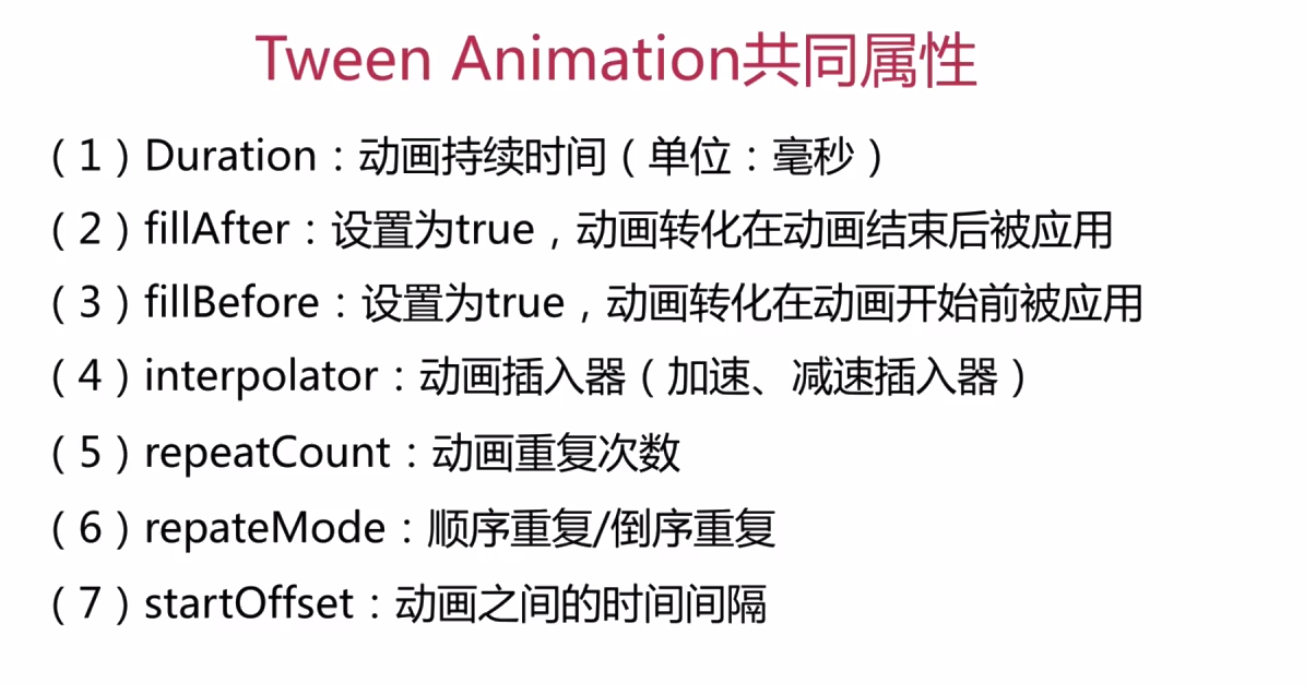 Tween Animation共同属性
（1）Duration：动画持续时间（单位：毫秒）
（2）fillAfter：设置为true，动画转化在动画结束后被应用
（3）fillBefore：设置为true，动画转化在动画开始前被应用
（4）interpolator：动画插入器（加速、减速插入器）
（5）repeatCount：动画重复次数
（6）repateMode：顺序重复/倒序重复
（7）startOffset：动画之间的时间间隔